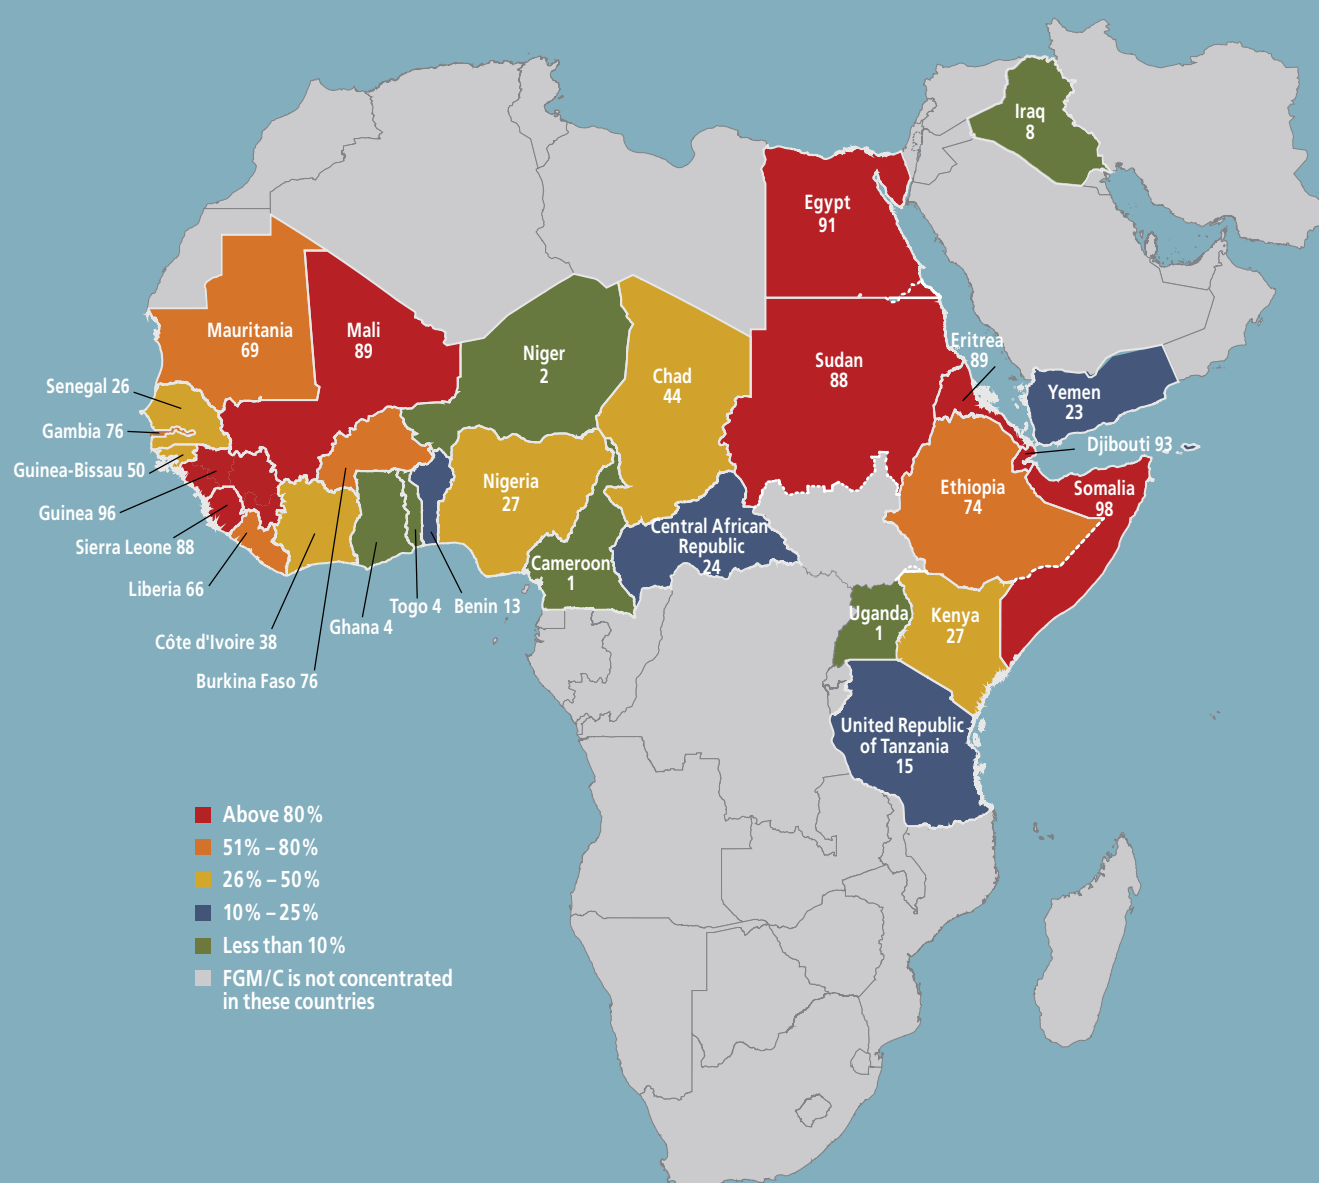 Iraq
8
Egypt
91
Mauritania
69
Mali
89
Niger
2
Chad
44
Sudan
88
Eritrea
89
Yemen
23
Senegal 26
Gambia 76
Guinea-Bissau 50
Guinea 96
Sierra Leone 88
Liberia 66
Côte d'Ivoire 38
Burkina Faso 76
Ghana 4
Togo 4
Benin 13
Nigeria
27
Cameroon
1
Central African
Republic
24
Ethiopia
74
Djibouti 93
Somalia
98
Uganda
1
Kenya
27
United Republic
of Tanzania
15
Above 80%
51% – 80%
26% – 50%
10% – 25%
Less than 10%
FGM/C is not concentrated
in these countries